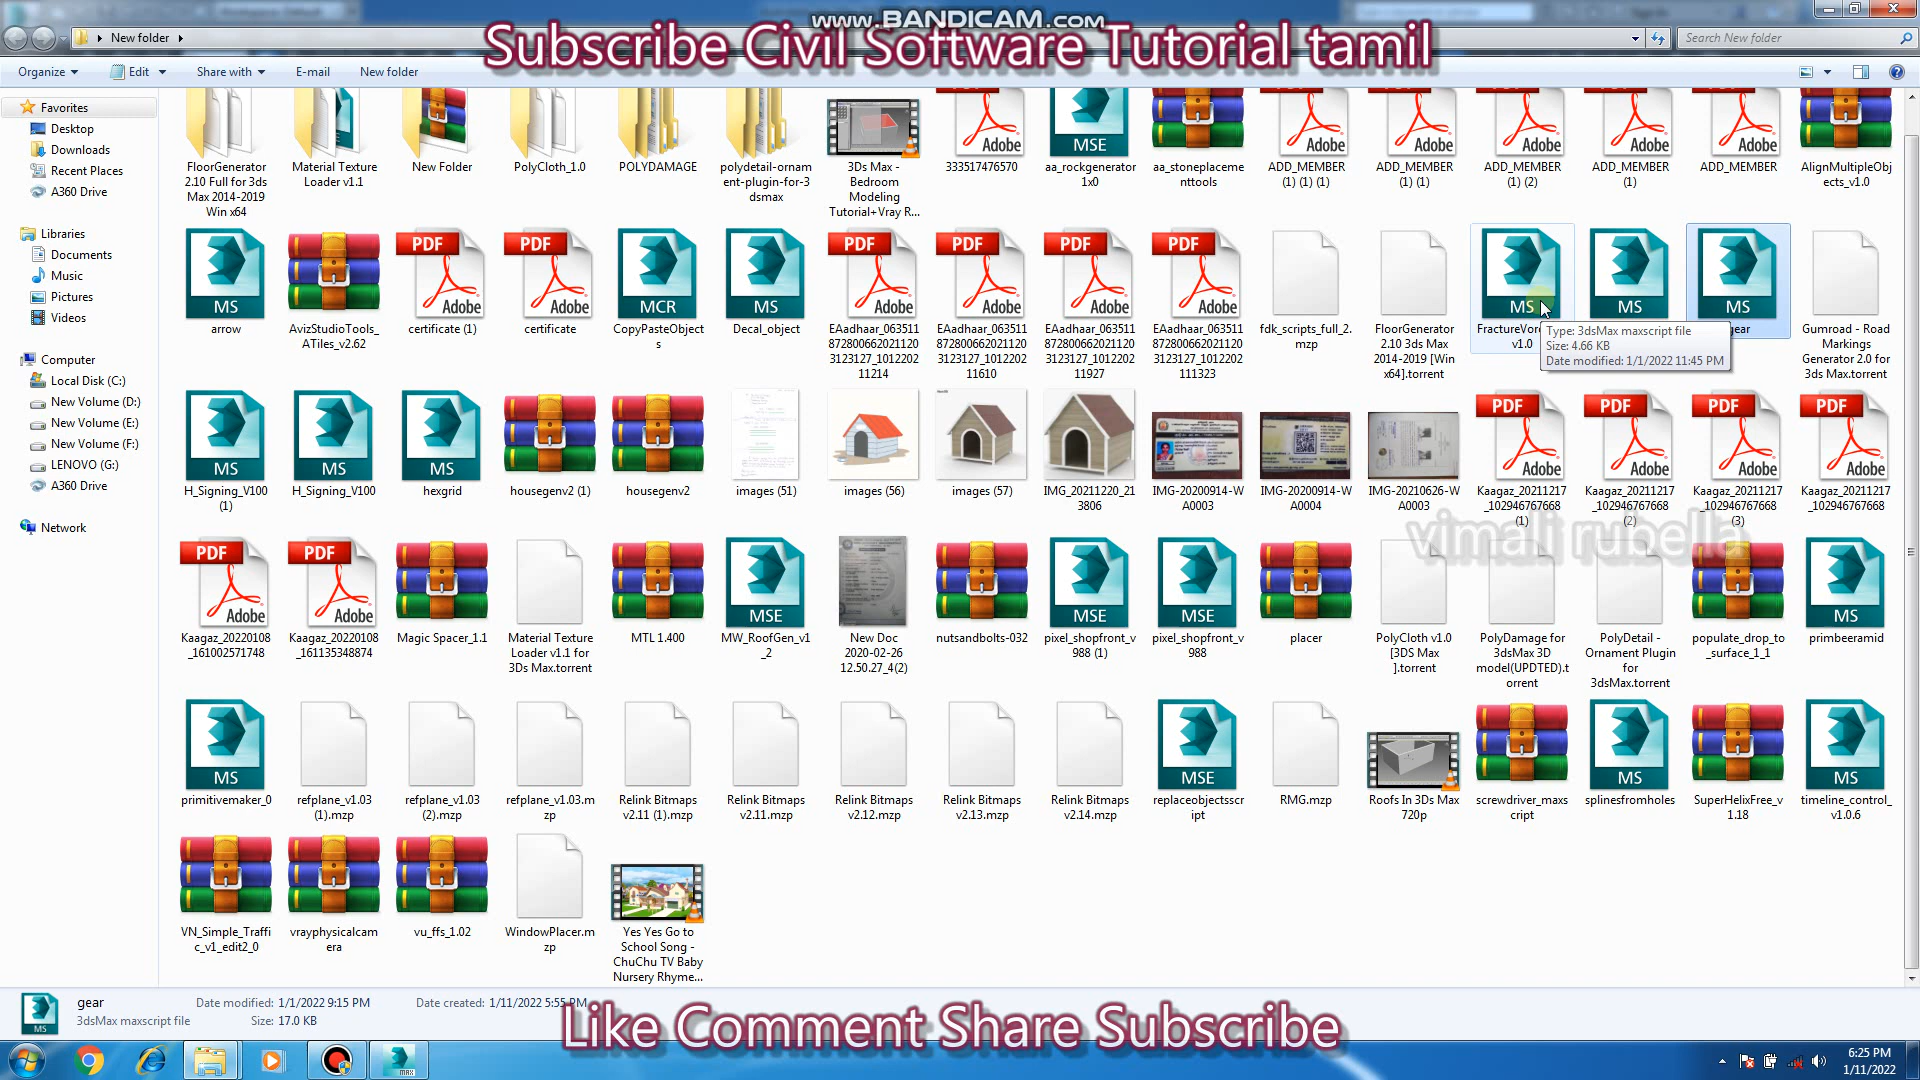 www.BANDICAM.com
Subscribe Civil Software Tutorial tamil
New folder
Search New folder
Organize Edit Share with E-mail New folder
Favorites
Desktop
Downloads
Recent Places
A360 Drive
Libraries
Documents
Music
Pictures
Videos
Computer
Local Disk (C:)
New Volume (D:)
New Volume (E:)
New Volume (F:)
LENOVO (G:)
A360 Drive
Network
FloorGenerator 2.10 Full for 3ds Max 2014-2019 Win x64
Material Texture Loader v1.1
New Folder
PolyCloth_1.0
POLYDAMAGE
polydetail-ornament-plugin-for-3dsmax
3Ds Max - Bedroom Modeling Tutorial+Vray R...
333517476570
aa_rockgenerator1x0
aa_stoneplacementtools
ADD_MEMBER (1) (1) (1)
ADD_MEMBER (1) (1)
ADD_MEMBER (1) (2)
ADD_MEMBER (1)
ADD_MEMBER
AlignMultipleObjects_v1.0
arrow
AvizStudioTools_ATiles_v2.62
certificate (1)
certificate
CopyPasteObjects
Decal_object
EAadhaar_063511872800662021120123127_101220211214
EAadhaar_063511872800662021120123127_101220211610
EAadhaar_063511872800662021120123127_101220211927
EAadhaar_063511872800662021120123127_1012202111323
fdk_scripts_full_2.mzp
FloorGenerator 2.10 3ds Max 2014-2019 [Win x64].torrent
FractureVoro v1.0
gear
Type: 3dsMax maxscript file
Size: 4.66 KB
Date modified: 1/1/2022 11:45 PM
Gumroad - Road Markings Generator 2.0 for 3ds Max.torrent
H_Signing_V100 (1)
H_Signing_V100
hexgrid
housegenv2 (1)
housegenv2
images (51)
images (56)
images (57)
IMG_20211220_213806
IMG-20200914-WA0003
IMG-20200914-WA0004
IMG-20210626-WA0003
Kaagaz_20211217_102946767668 (1)
Kaagaz_20211217_102946767668 (2)
Kaagaz_20211217_102946767668 (3)
Kaagaz_20211217_102946767668
vimali rubella
Kaagaz_20220108_161002571748
Kaagaz_20220108_161135348874
Magic Spacer_1.1
Material Texture Loader v1.1 for 3Ds Max.torrent
MTL 1.400
MW_RoofGen_v1_2
New Doc 2020-02-26 12.50.27_4(2)
nutsandbolts-032
pixel_shopfront_v988 (1)
pixel_shopfront_v988
placer
PolyCloth v1.0 [3DS Max ].torrent
PolyDamage for 3dsMax 3D model(UPDTED).torrent
PolyDetail - Ornament Plugin for 3dsMax.torrent
populate_drop_to_surface_1_1
primbeeramid
primitivemaker_0
refplane_v1.03 (1).mzp
refplane_v1.03 (2).mzp
refplane_v1.03.mzp
Relink Bitmaps v2.11 (1).mzp
Relink Bitmaps v2.11.mzp
Relink Bitmaps v2.12.mzp
Relink Bitmaps v2.13.mzp
Relink Bitmaps v2.14.mzp
replaceobjectsscript
RMG.mzp
Roofs In 3Ds Max 720p
screwdriver_maxscript
splinesfromholes
SuperHelixFree_v1.18
timeline_control_v1.0.6
VN_Simple_Traffic_v1_edit2_0
vrayphysicalcamera
vu_ffs_1.02
WindowPlacer.mzp
Yes Yes Go to School Song - ChuChu TV Baby Nursery Rhyme...
gear Date modified: 1/1/2022 9:15 PM Date created: 1/11/2022 5:55 PM
3dsMax maxscript file Size: 17.0 KB
Like Comment Share Subscribe
6:25 PM
1/11/2022